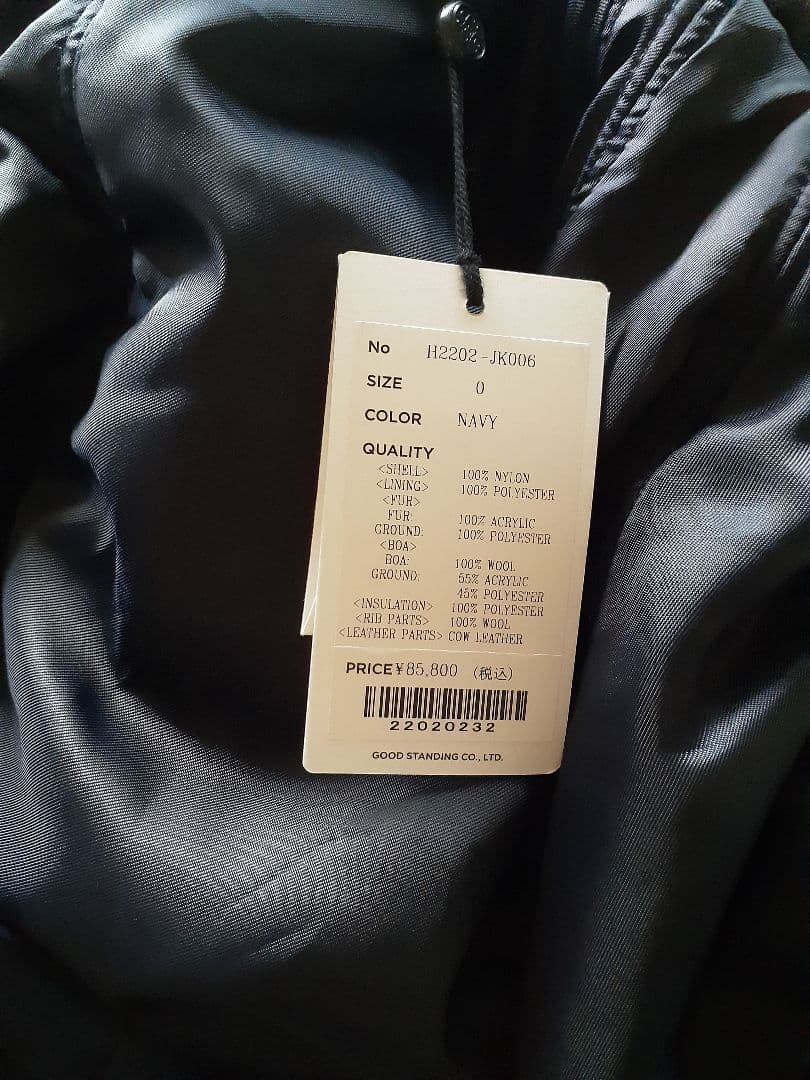 No H2202-JK006
SIZE 0
COLOR NAVY
QUALITY
<SHELL> 100% NYLON
<LINING> 100% POLYESTER
<FUR>
FUR: 100% ACRYLIC
GROUND: 100% POLYESTER
<BOA>
BOA: 100% WOOL
GROUND: 55% ACRYLIC
45% POLYESTER
<INSULATION> 100% POLYESTER
<RIB PARTS> 100% WOOL
<LEATHER PARTS> COW LEATHER
PRICE ¥85,800 (税込)
22020232
GOOD STANDING CO., LTD.